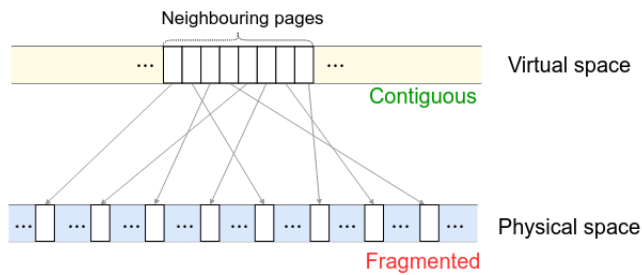 Neighbouring pages
... ...
Virtual space
Contiguous
... ... ... ... ... ... ... ...
Physical space
Fragmented